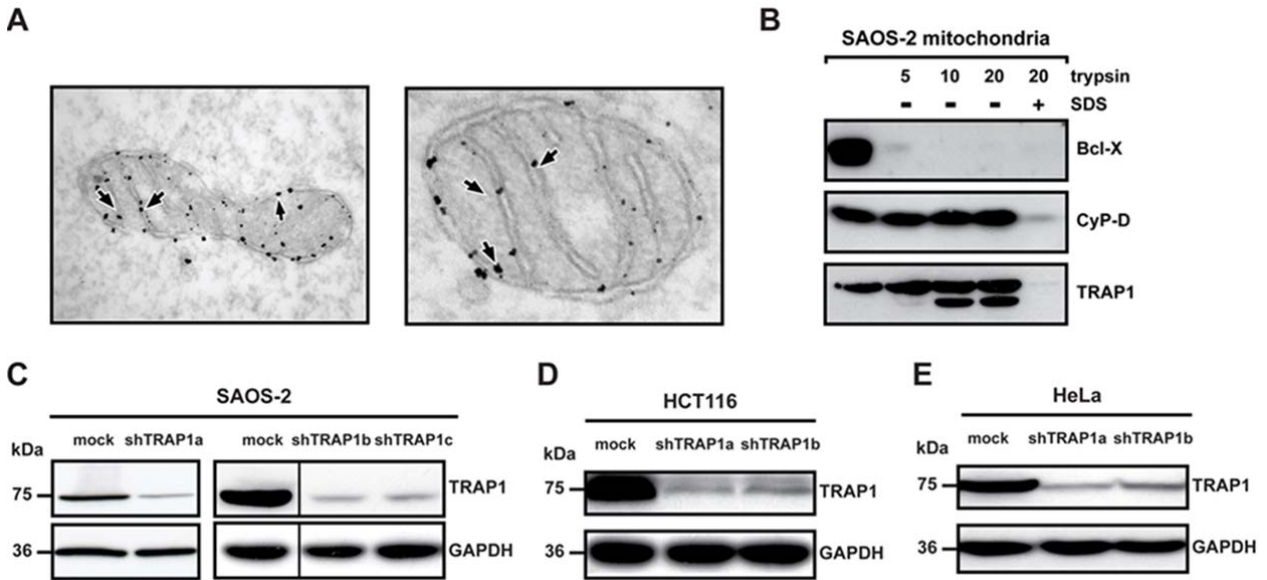 A
B
SAOS-2 mitochondria
5 10 20 20 trypsin
- - - + SDS
Bcl-X
CyP-D
TRAP1
C
SAOS-2
kDa
mock shTRAP1a mock shTRAP1b shTRAP1c
75 TRAP1
36 GAPDH
D
HCT116
kDa
mock shTRAP1a shTRAP1b
75 TRAP1
36 GAPDH
E
HeLa
kDa
mock shTRAP1a shTRAP1b
75 TRAP1
36 GAPDH